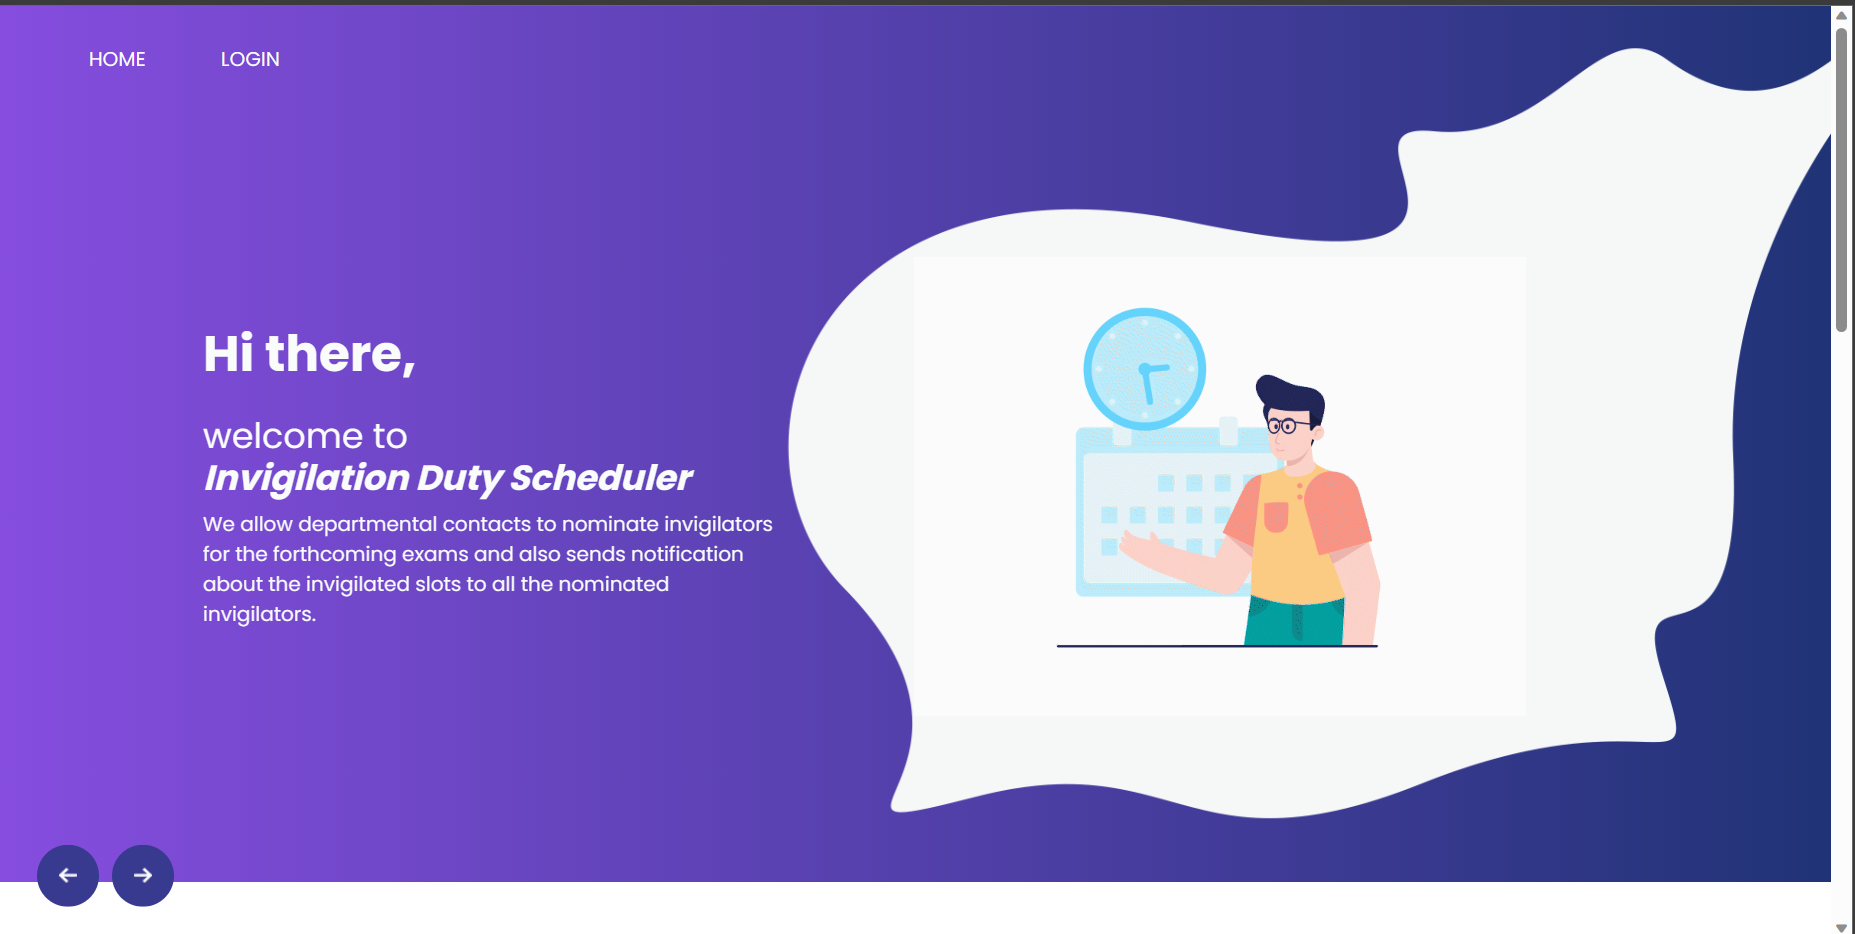 HOME LOGIN
Hi there,
welcome to
Invigilation Duty Scheduler
We allow departmental contacts to nominate invigilators
for the forthcoming exams and also sends notification
about the invigilated slots to all the nominated
invigilators.